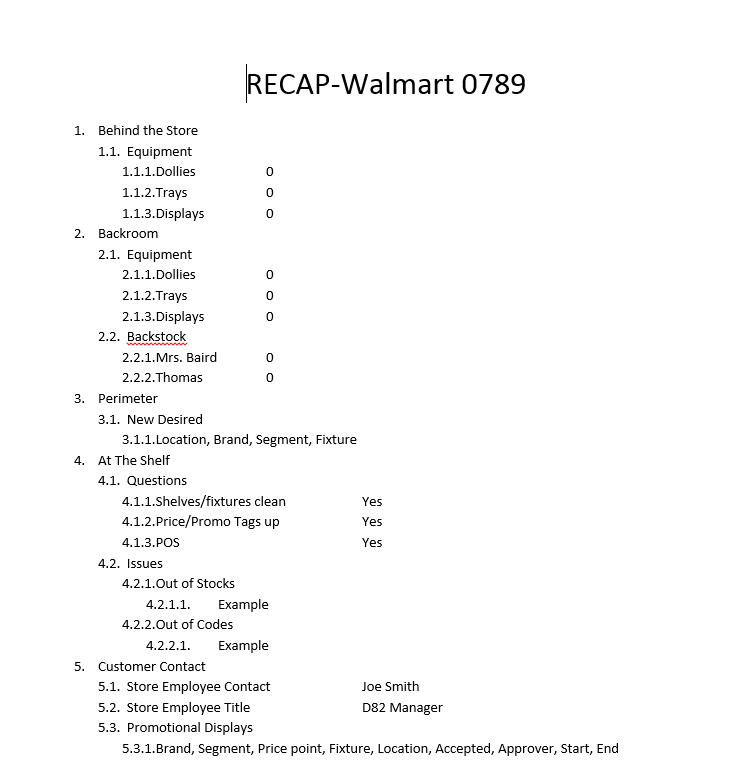 RECAP-Walmart 0789
1. Behind the Store
1.1. Equipment
1.1.1.Dollies 0
1.1.2.Trays 0
1.1.3.Displays 0
2. Backroom
2.1. Equipment
2.1.1.Dollies 0
2.1.2.Trays 0
2.1.3.Displays 0
2.2. Backstock
2.2.1.Mrs. Baird 0
2.2.2.Thomas 0
3. Perimeter
3.1. New Desired
3.1.1.Location, Brand, Segment, Fixture
4. At The Shelf
4.1. Questions
4.1.1.Shelves/fixtures clean Yes
4.1.2.Price/Promo Tags up Yes
4.1.3.POS Yes
4.2. Issues
4.2.1.Out of Stocks
4.2.1.1. Example
4.2.2.Out of Codes
4.2.2.1. Example
5. Customer Contact
5.1. Store Employee Contact Joe Smith
5.2. Store Employee Title D82 Manager
5.3. Promotional Displays
5.3.1.Brand, Segment, Price point, Fixture, Location, Accepted, Approver, Start, End